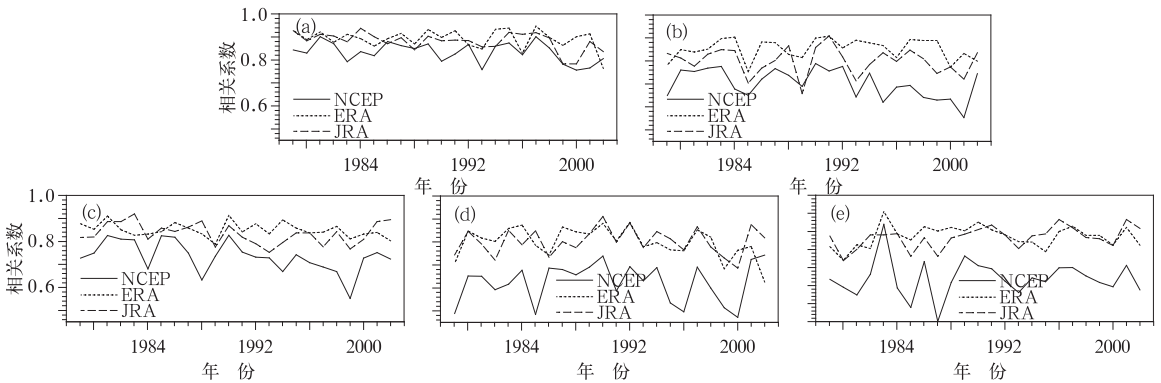 (a)
1.0
0.8
0.6
相关系数
NCEP
ERA
JRA
1984 1992 2000
年 份
(b)
NCEP
ERA
JRA
1984 1992 2000
年 份
(c)
1.0
0.8
0.6
相关系数
NCEP
ERA
JRA
1984 1992 2000
年 份
(d)
NCEP
ERA
JRA
1984 1992 2000
年 份
(e)
NCEP
ERA
JRA
1984 1992 2000
年 份